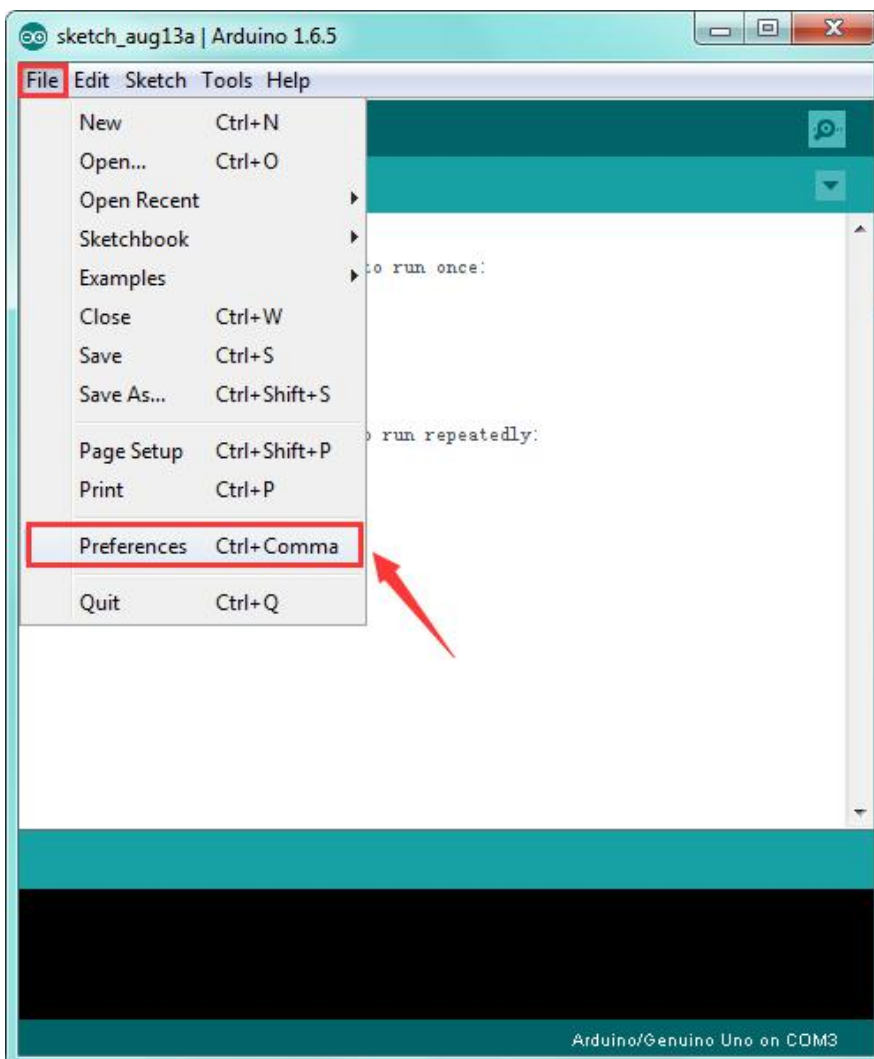 sketch_aug13a | Arduino 1.6.5
File Edit Sketch Tools Help
New Ctrl+N
Open... Ctrl+O
Open Recent
Sketchbook
to run once:
Examples
Close Ctrl+W
Save Ctrl+S
Save As... Ctrl+Shift+S
run repeatedly:
Page Setup Ctrl+Shift+P
Print Ctrl+P
Preferences Ctrl+Comma
Quit Ctrl+Q
Arduino/Genuino Uno on COM3